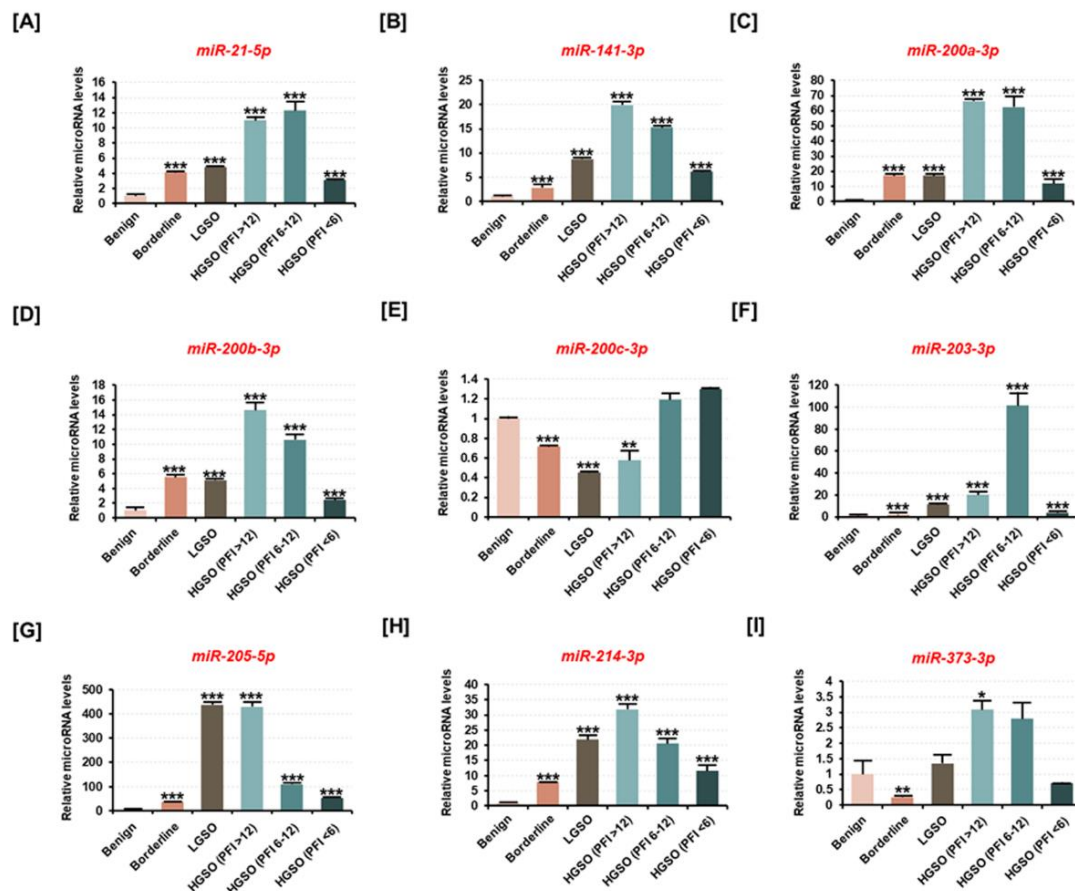 [A]
miR-21-5p
Relative microRNA levels
16
14
12
10
8
6
4
2
0
***
***
***
***
***
Benign
Borderline
LGSO
HGSO (PFI >12)
HGSO (PFI 6-12)
HGSO (PFI <6)
[B]
miR-141-3p
Relative microRNA levels
25
20
15
10
5
0
***
***
***
***
***
Benign
Borderline
LGSO
HGSO (PFI >12)
HGSO (PFI 6-12)
HGSO (PFI <6)
[C]
miR-200a-3p
Relative microRNA levels
80
70
60
50
40
30
20
10
0
***
***
***
***
***
Benign
Borderline
LGSO
HGSO (PFI >12)
HGSO (PFI 6-12)
HGSO (PFI <6)
[D]
miR-200b-3p
Relative microRNA levels
18
16
14
12
10
8
6
4
2
0
***
***
***
***
***
Benign
Borderline
LGSO
HGSO (PFI >12)
HGSO (PFI 6-12)
HGSO (PFI <6)
[E]
miR-200c-3p
Relative microRNA levels
1.4
1.2
1
0.8
0.6
0.4
0.2
0
***
***
**
Benign
Borderline
LGSO
HGSO (PFI >12)
HGSO (PFI 6-12)
HGSO (PFI <6)
[F]
miR-203-3p
Relative microRNA levels
120
100
80
60
40
20
0
***
***
***
***
***
Benign
Borderline
LGSO
HGSO (PFI >12)
HGSO (PFI 6-12)
HGSO (PFI <6)
[G]
miR-205-5p
Relative microRNA levels
500
400
300
200
100
0
***
***
***
***
***
Benign
Borderline
LGSO
HGSO (PFI >12)
HGSO (PFI 6-12)
HGSO (PFI <6)
[H]
miR-214-3p
Relative microRNA levels
40
35
30
25
20
15
10
5
0
***
***
***
***
***
Benign
Borderline
LGSO
HGSO (PFI >12)
HGSO (PFI 6-12)
HGSO (PFI <6)
[I]
miR-373-3p
Relative microRNA levels
4
3.5
3
2.5
2
1.5
1
0.5
0
**
*
Benign
Borderline
LGSO
HGSO (PFI >12)
HGSO (PFI 6-12)
HGSO (PFI <6)